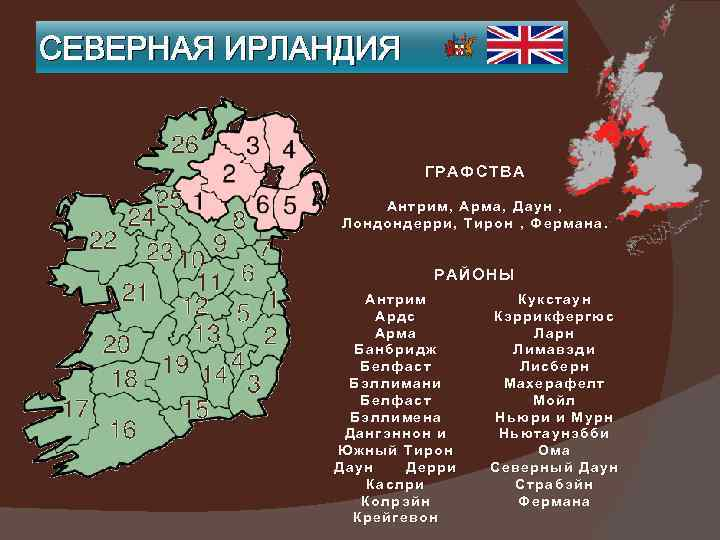 СЕВЕРНАЯ ИРЛАНДИЯ
26
3
4
2
25
1
6
5
24
8
22
23
9
7
10
11
6
21
12
5
1
20
13
2
19
4
18
14
3
17
15
16
ГРАФСТВА
Антрим, Арма, Даун ,
Лондондерри, Тирон , Фермана.
РАЙОНЫ
Антрим
Ардс
Арма
Банбридж
Белфаст
Бэллимани
Белфаст
Бэллимена
Дангэннон и
Южный Тирон
Даун Дерри
Каслри
Колрэйн
Крейгевон
Кукстаун
Кэррикфергюс
Ларн
Лимавэди
Лисберн
Махерафелт
Мойл
Ньюри и Мурн
Ньютаунэбби
Ома
Северный Даун
Страбэйн
Фермана